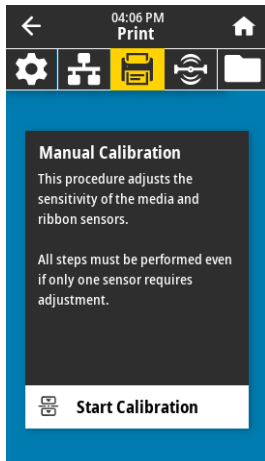 04:06 PM
Print
Manual Calibration
This procedure adjusts the
sensitivity of the media and
ribbon sensors.
All steps must be performed even
if only one sensor requires
adjustment.
Start Calibration